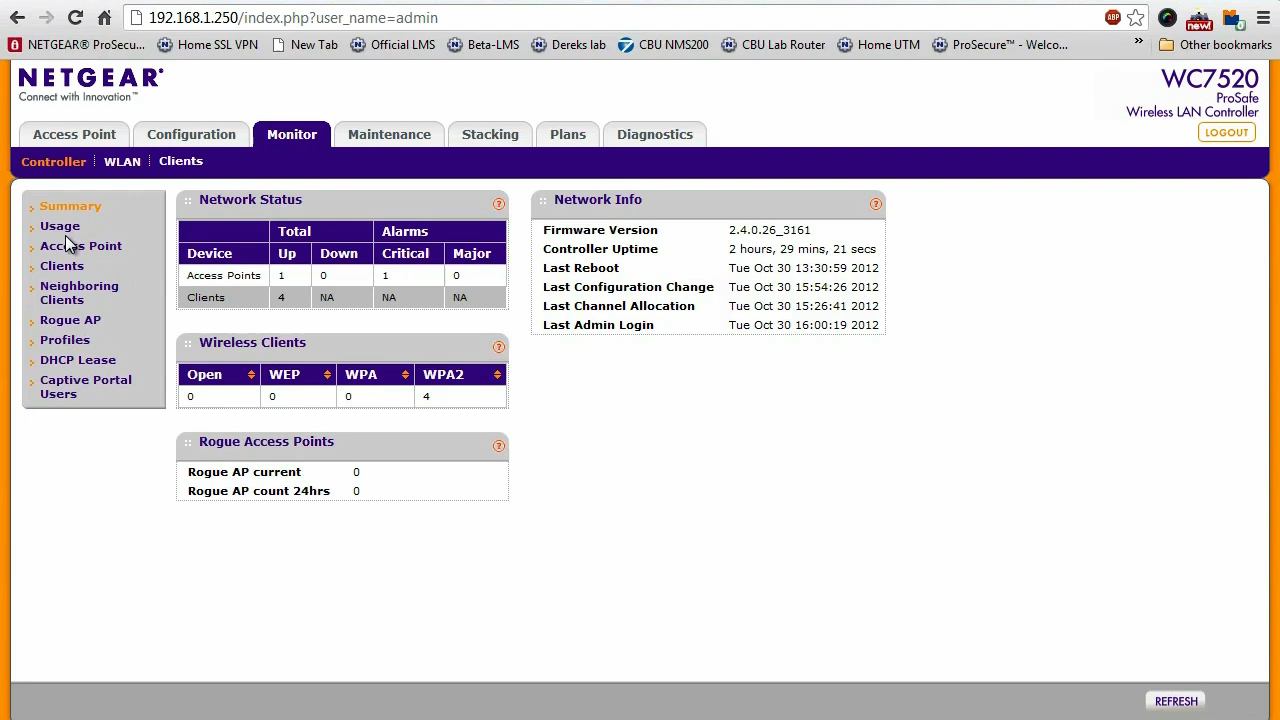 192.168.1.250/index.php?user_name=admin
ABP
new!
NETGEAR® ProSecu... Home SSL VPN New Tab Official LMS Beta-LMS Dereks lab CBU NMS200 CBU Lab Router Home UTM ProSecure™ - Welco... » Other bookmarks
NETGEAR®
Connect with Innovation™
WC7520
ProSafe
Wireless LAN Controller
LOGOUT
Access Point Configuration Monitor Maintenance Stacking Plans Diagnostics
Controller WLAN Clients
Summary
Usage
Access Point
Clients
Neighboring
Clients
Rogue AP
Profiles
DHCP Lease
Captive Portal
Users
Network Status ?
Total Alarms
Device Up Down Critical Major
Access Points 1 0 1 0
Clients 4 NA NA NA
Wireless Clients ?
Open WEP WPA WPA2
0 0 0 4
Rogue Access Points ?
Rogue AP current 0
Rogue AP count 24hrs 0
Network Info ?
Firmware Version 2.4.0.26_3161
Controller Uptime 2 hours, 29 mins, 21 secs
Last Reboot Tue Oct 30 13:30:59 2012
Last Configuration Change Tue Oct 30 15:54:26 2012
Last Channel Allocation Tue Oct 30 15:26:41 2012
Last Admin Login Tue Oct 30 16:00:19 2012
REFRESH